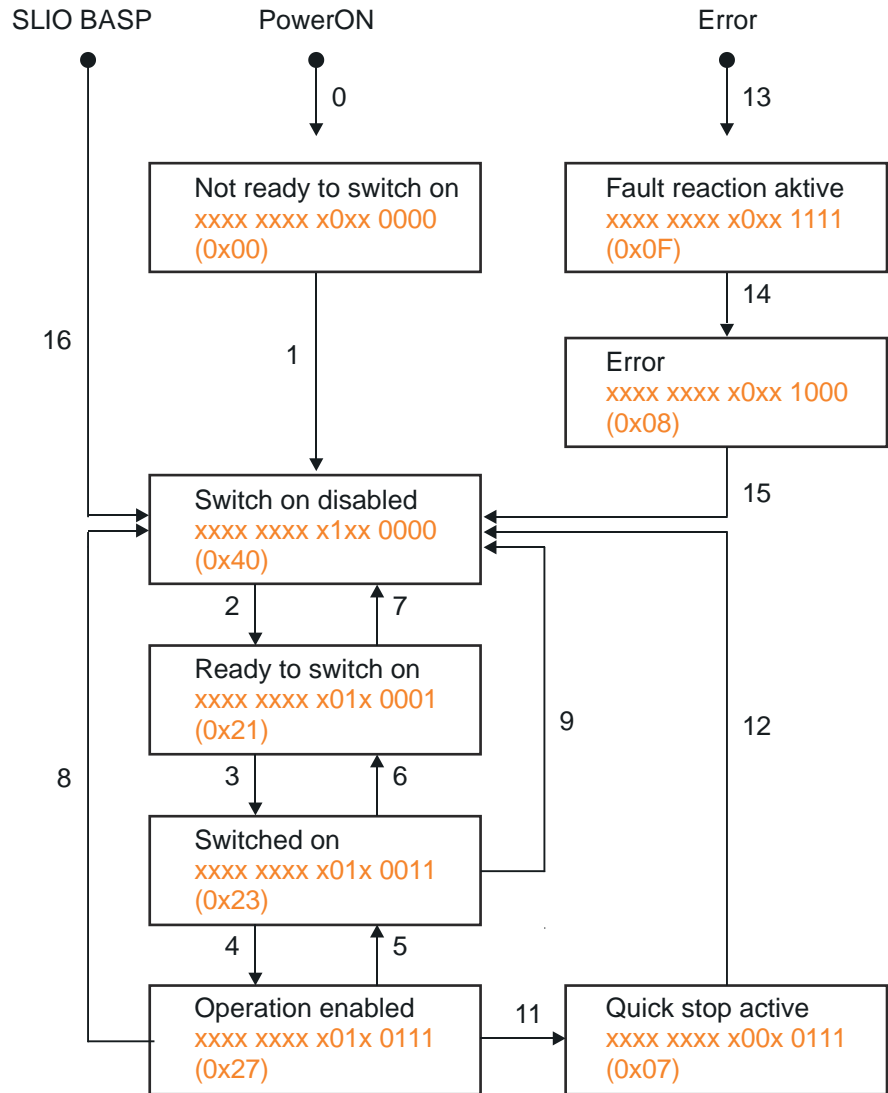 SLIO BASP
PowerON
Error
0
13
Not ready to switch on
xxxx xxxx x0xx 0000
(0x00)
Fault reaction aktive
xxxx xxxx x0xx 1111
(0x0F)
14
16
1
Error
xxxx xxxx x0xx 1000
(0x08)
15
Switch on disabled
xxxx xxxx x1xx 0000
(0x40)
2
7
Ready to switch on
xxxx xxxx x01x 0001
(0x21)
9
12
8
3
6
Switched on
xxxx xxxx x01x 0011
(0x23)
4
5
Operation enabled
xxxx xxxx x01x 0111
(0x27)
11
Quick stop active
xxxx xxxx x00x 0111
(0x07)